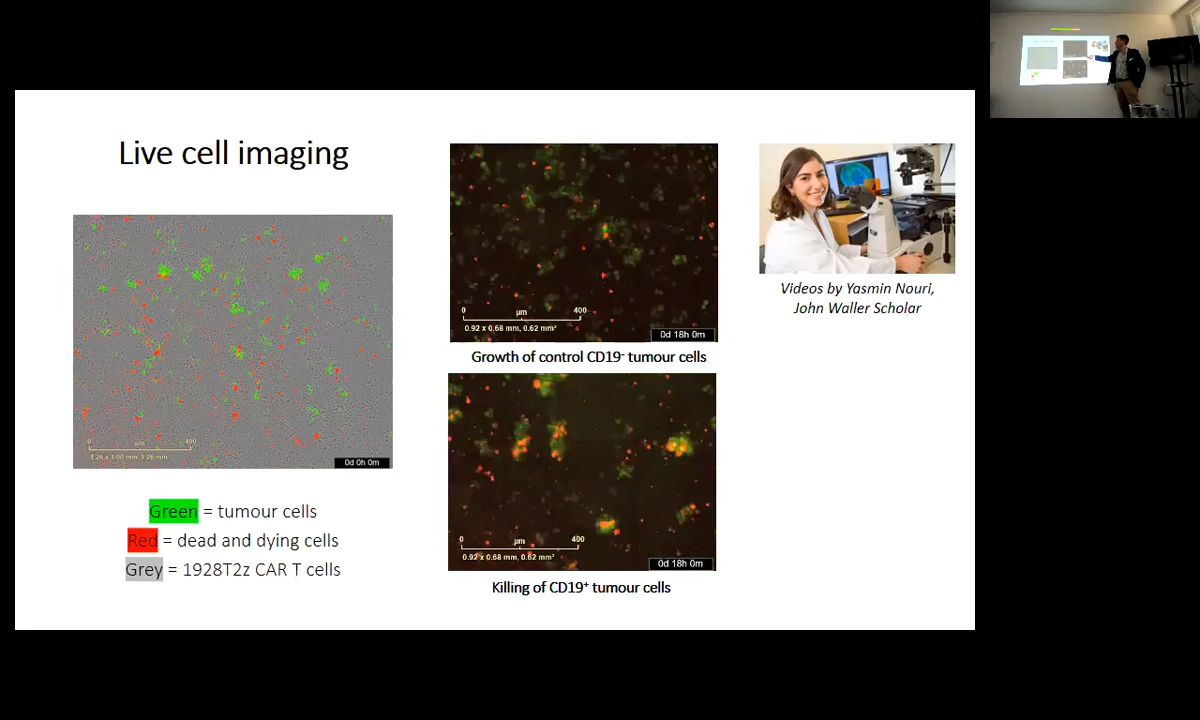 Live cell imaging
0 µm 400
1.26 x 1.00 mm, 1.26 mm²
0d 0h 0m
Green = tumour cells
Red = dead and dying cells
Grey = 1928T2z CAR T cells
0 µm 400
0.92 x 0.68 mm, 0.62 mm²
0d 18h 0m
Growth of control CD19⁻ tumour cells
0 µm 400
0.92 x 0.68 mm, 0.62 mm²
0d 18h 0m
Killing of CD19⁺ tumour cells
Videos by Yasmin Nouri,
John Waller Scholar